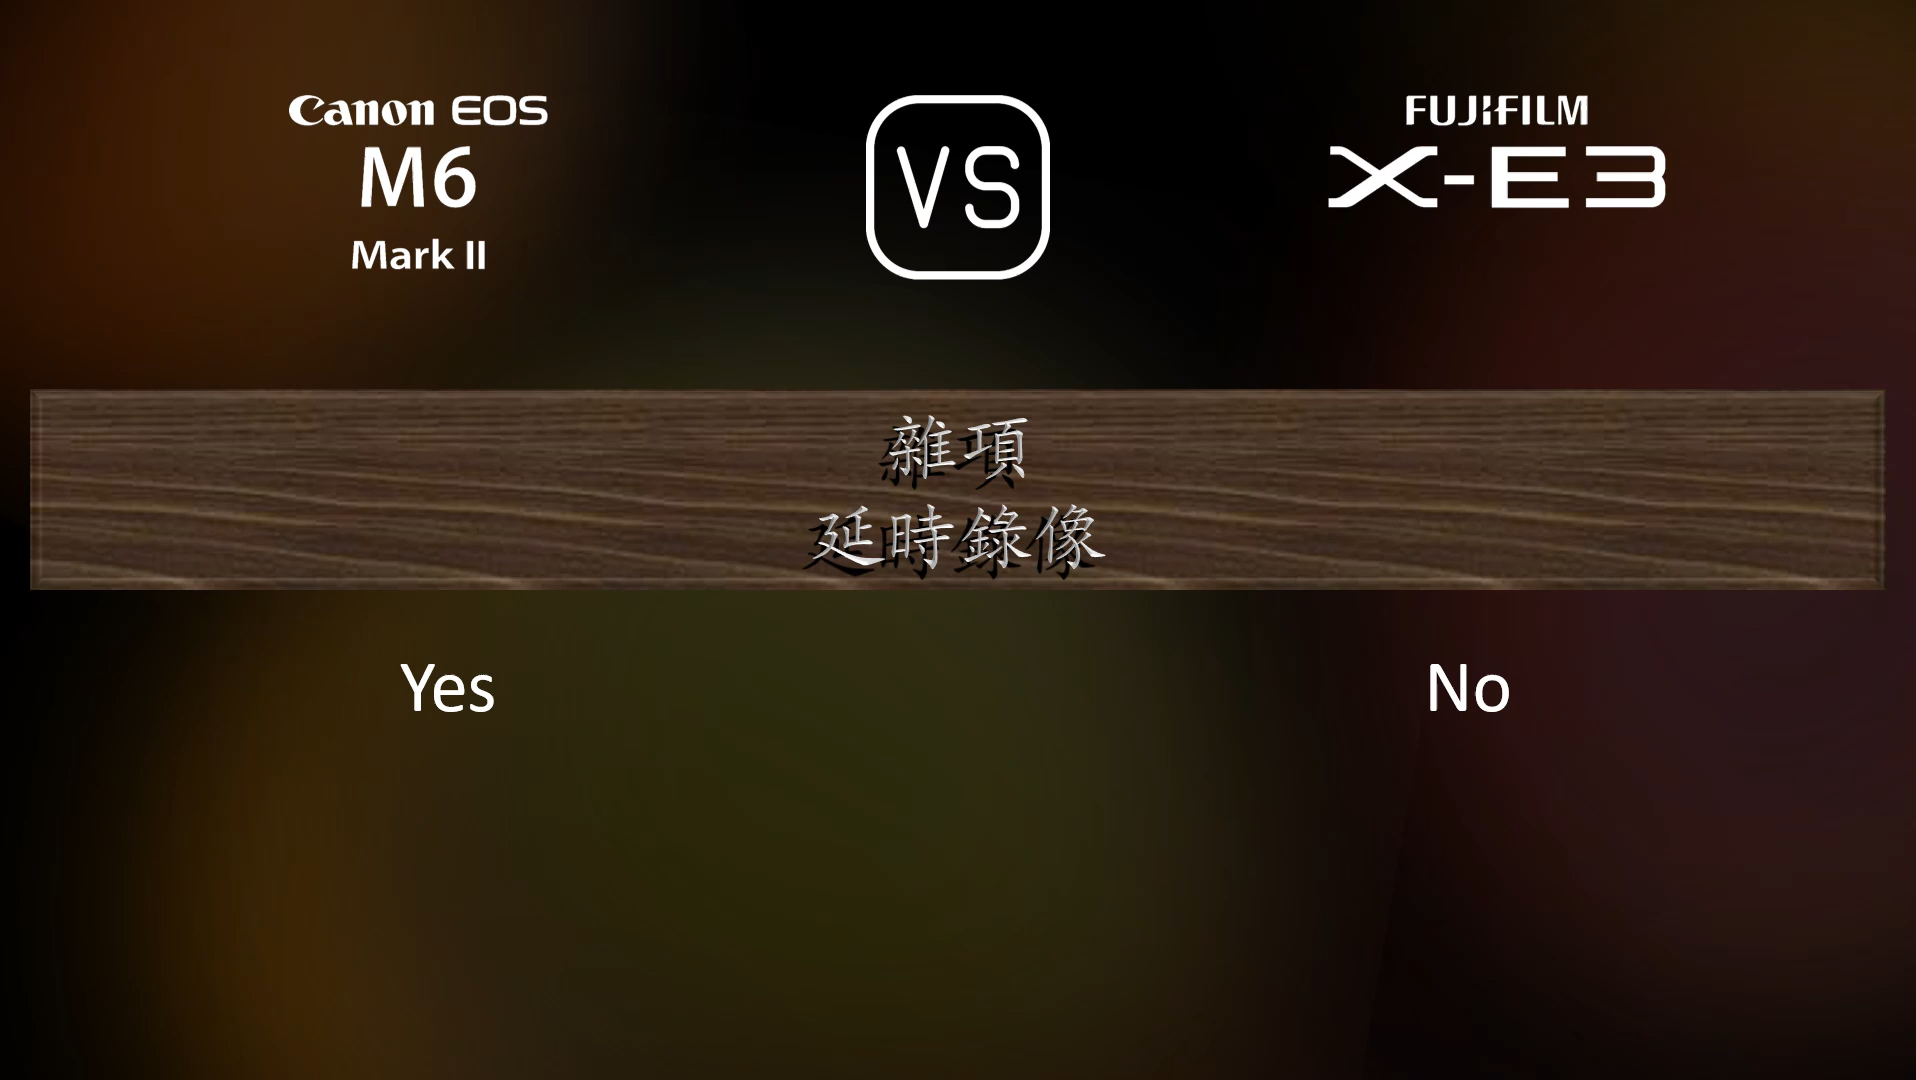 Canon EOS
M6
Mark II
VS
FUJIFILM
X-E3
雜項
延時錄像
Yes
No